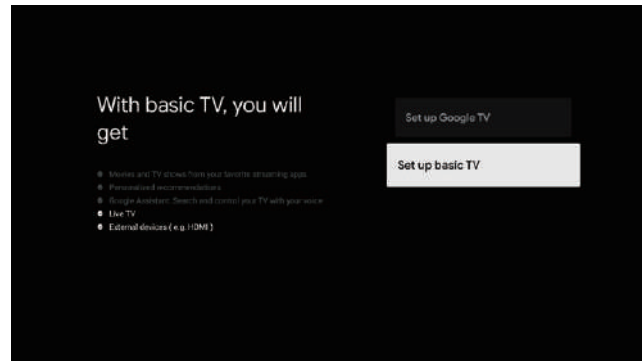 With basic TV, you will
get
Movies and TV shows from your favorite streaming apps
Personalized recommendations
Google Assistant. Search and control your TV with your voice
Live TV
External devices ( e.g. HDMI )
Set up Google TV
Set up basic TV